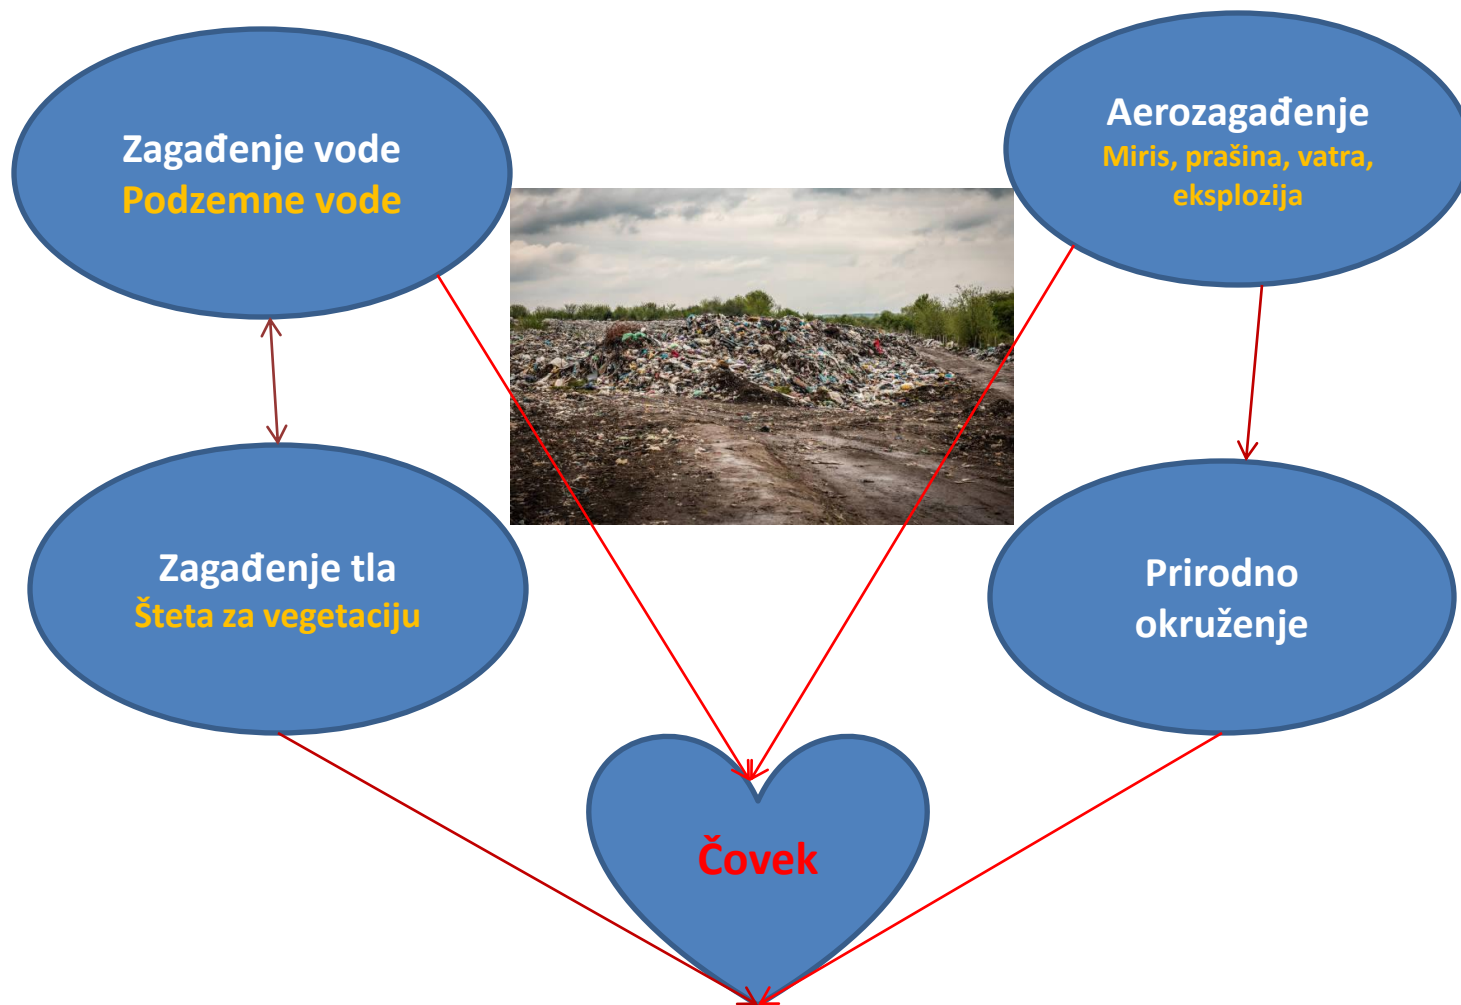 Zagađenje vode
Podzemne vode
Aerozagađenje
Miris, prašina, vatra,
eksplozija
Zagađenje tla
Šteta za vegetaciju
Prirodno
okruženje
Čovek